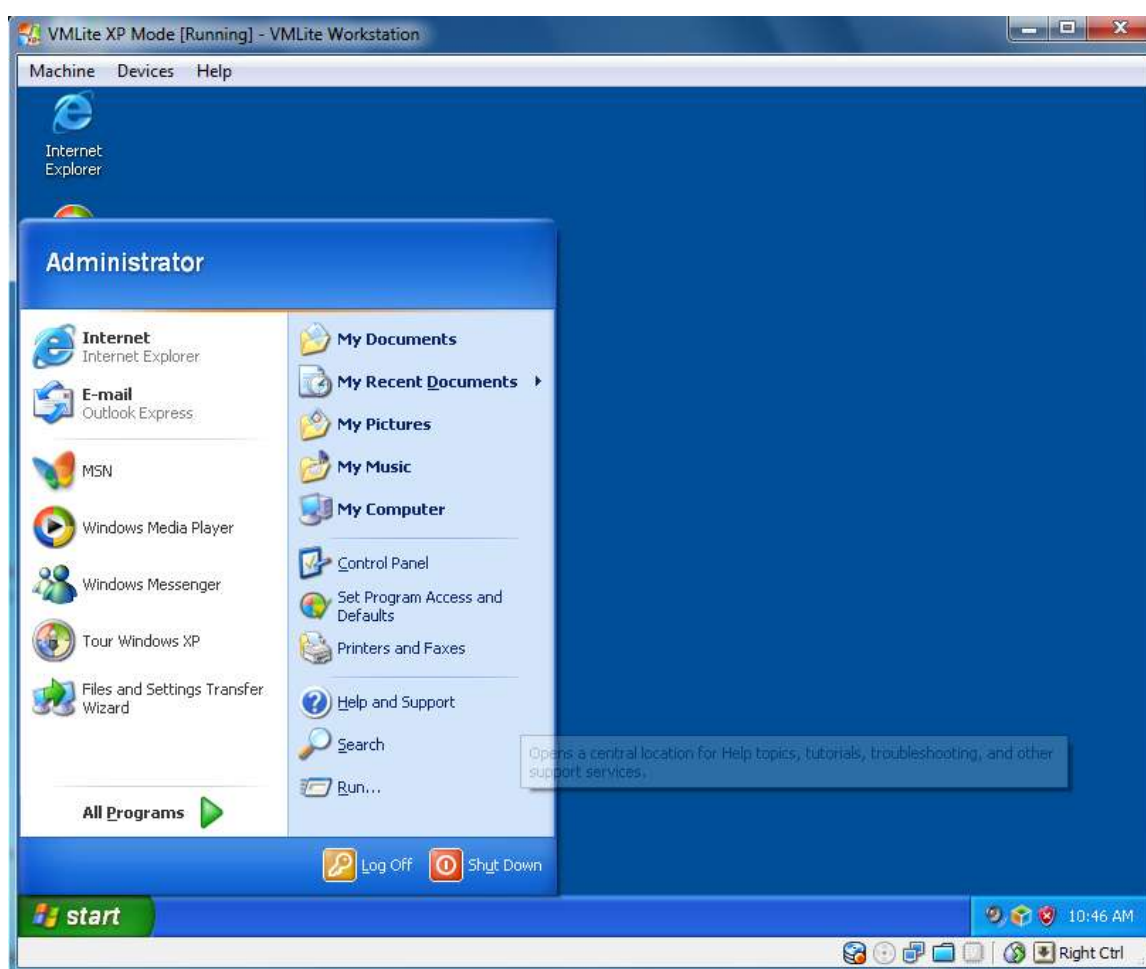 VMLite XP Mode [Running] - VMLite Workstation
Machine Devices Help
Internet
Explorer
Administrator
Internet
Internet Explorer
E-mail
Outlook Express
MSN
Windows Media Player
Windows Messenger
Tour Windows XP
Files and Settings Transfer
Wizard
All Programs
My Documents
My Recent Documents
My Pictures
My Music
My Computer
Control Panel
Set Program Access and
Defaults
Printers and Faxes
Help and Support
Search
Run...
Opens a central location for Help topics, tutorials, troubleshooting, and other
support services.
Log Off Shut Down
start
10:46 AM
Right Ctrl